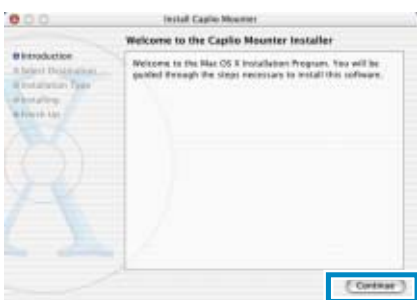 Install Caplio Mounter
Welcome to the Caplio Mounter Installer
Introduction
Select Destination
Installation Type
Installing
Finish Up
Welcome to the Mac OS X Installation Program. You will be
guided through the steps necessary to install this software.
Continue